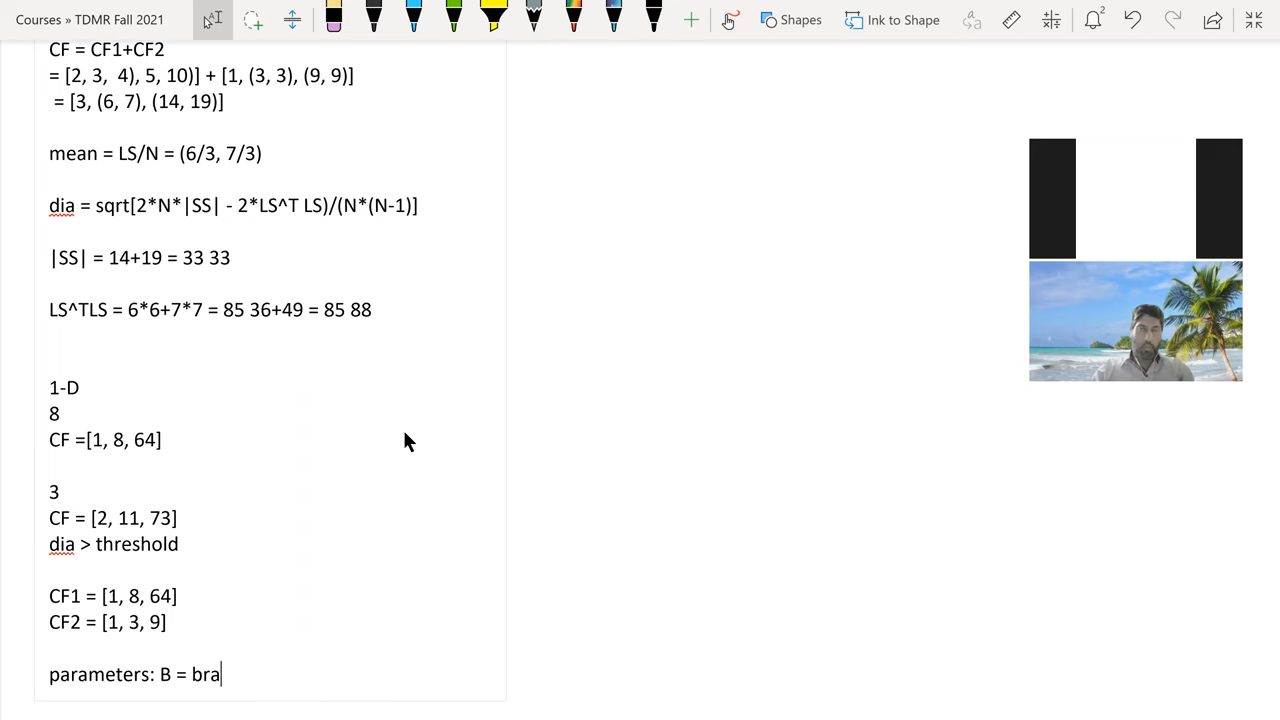 Courses » TDMR Fall 2021
Shapes
Ink to Shape
2
CF = CF1+CF2
= [2, 3,  4), 5, 10)] + [1, (3, 3), (9, 9)]
= [3, (6, 7), (14, 19)]
mean = LS/N = (6/3, 7/3)
dia = sqrt[2*N*|SS| - 2*LS^T LS)/(N*(N-1)]
|SS| = 14+19 = 33 33
LS^TLS = 6*6+7*7 = 85 36+49 = 85 88
1-D
8
CF =[1, 8, 64]
3
CF = [2, 11, 73]
dia > threshold
CF1 = [1, 8, 64]
CF2 = [1, 3, 9]
parameters: B = bra